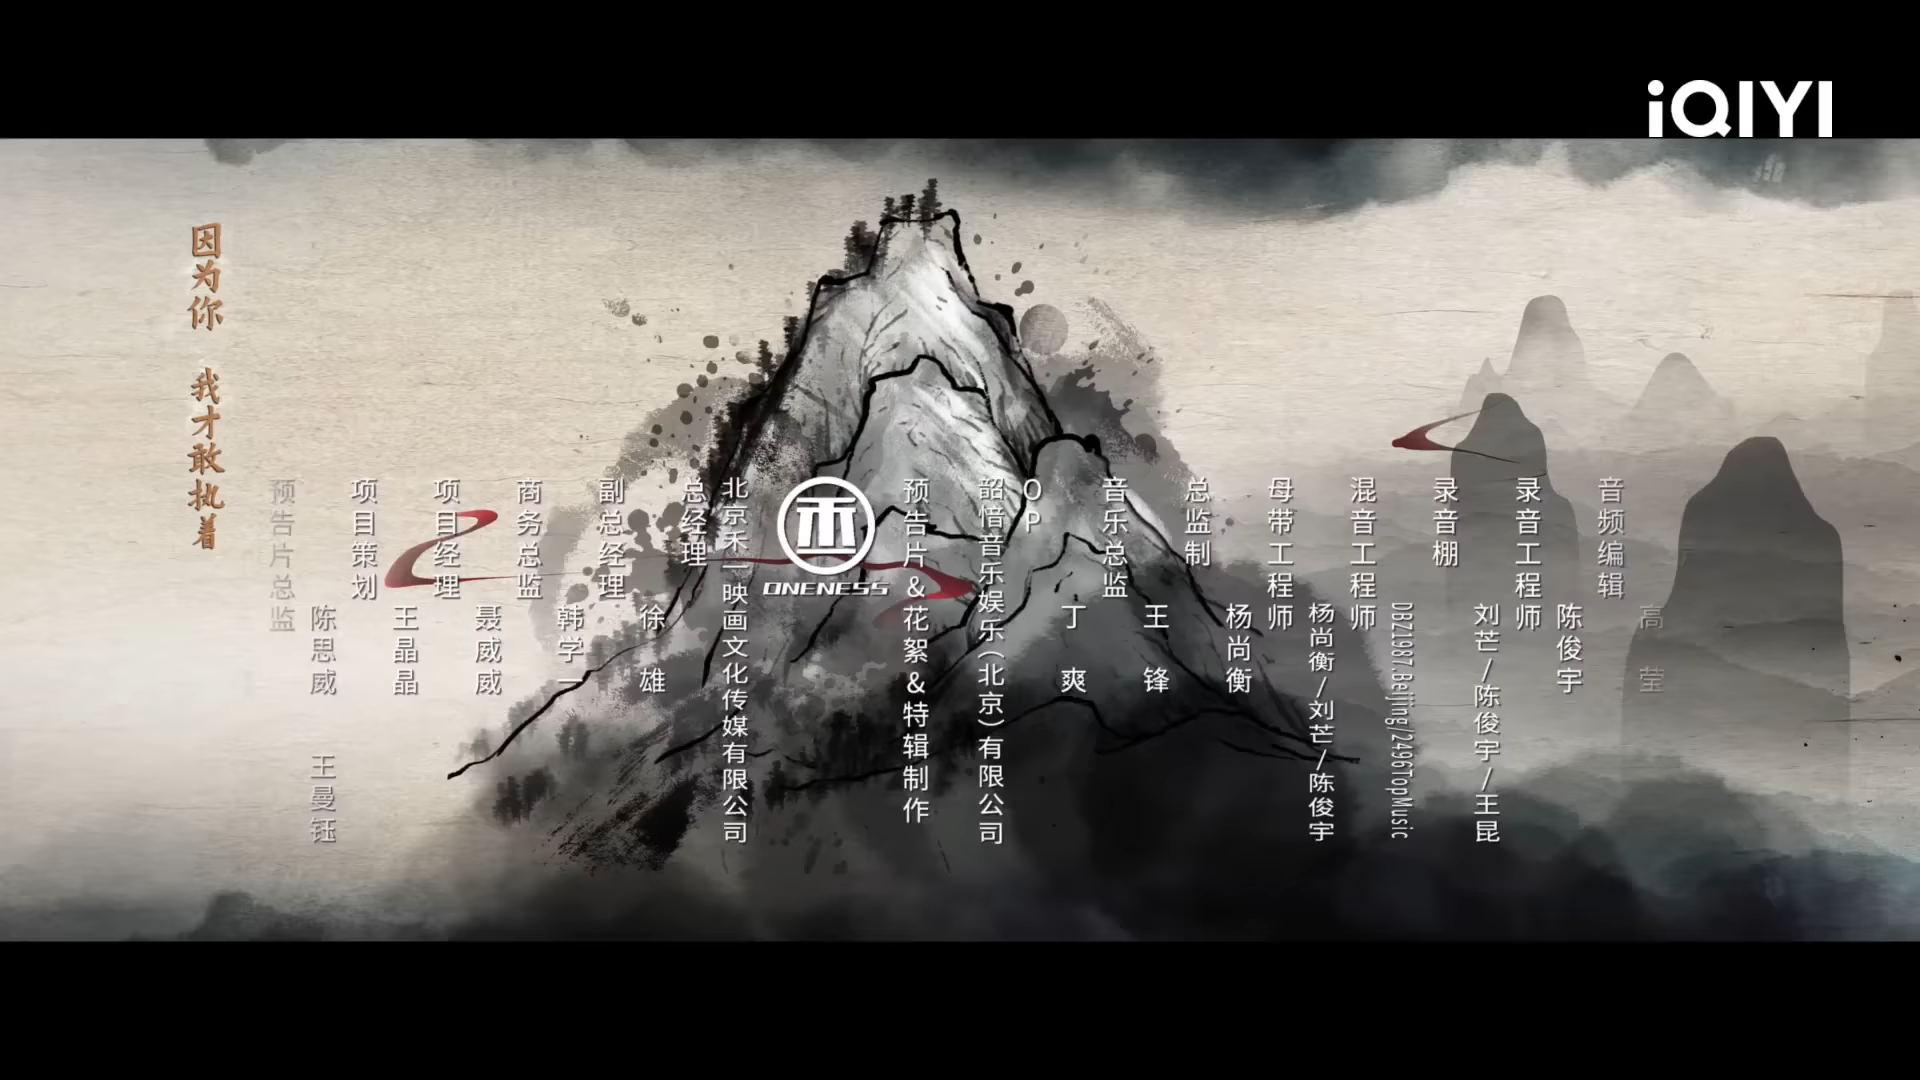 iQIYI
因为你 我才敢执着
音频编辑
高 莹
录音工程师
陈俊宇
录音棚
刘芒/陈俊宇/王昆
混音工程师
DBZ1987.Beijing/2496TopMusic
母带工程师
杨尚衡/刘芒/陈俊宇
总监制
杨尚衡
音乐总监
王 锋
OP
丁 爽
韶愔音乐娱乐(北京)有限公司
预告片&花絮&特辑制作
ONENESS
北京禾一映画文化传媒有限公司
总经理
徐 雄
副总经理
韩学一
商务总监
聂威威
项目经理
王晶晶
项目策划
陈思威 王曼钰
预告片总监